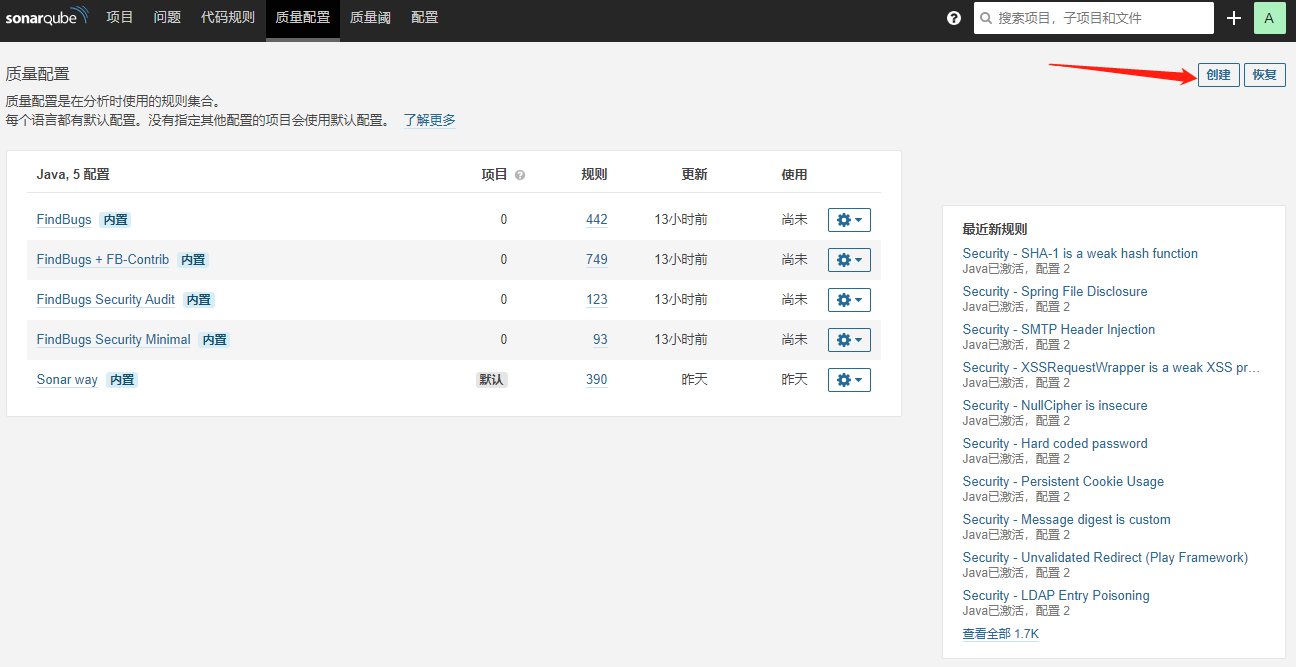 sonarqube 项目 问题 代码规则 质量配置 质量阈 配置 ? 搜索项目，子项目和文件 + A
质量配置
创建 恢复
质量配置是在分析时使用的规则集合。
每个语言都有默认配置。没有指定其他配置的项目会使用默认配置。 了解更多
Java, 5 配置 项目 ? 规则 更新 使用
FindBugs 内置 0 442 13小时前 尚未
FindBugs + FB-Contrib 内置 0 749 13小时前 尚未
FindBugs Security Audit 内置 0 123 13小时前 尚未
FindBugs Security Minimal 内置 0 93 13小时前 尚未
Sonar way 内置 默认 390 昨天 昨天
最近新规则
Security - SHA-1 is a weak hash function
Java已激活，配置 2
Security - Spring File Disclosure
Java已激活，配置 2
Security - SMTP Header Injection
Java已激活，配置 2
Security - XSSRequestWrapper is a weak XSS pr…
Java已激活，配置 2
Security - NullCipher is insecure
Java已激活，配置 2
Security - Hard coded password
Java已激活，配置 2
Security - Persistent Cookie Usage
Java已激活，配置 2
Security - Message digest is custom
Java已激活，配置 2
Security - Unvalidated Redirect (Play Framework)
Java已激活，配置 2
Security - LDAP Entry Poisoning
Java已激活，配置 2
查看全部 1.7K